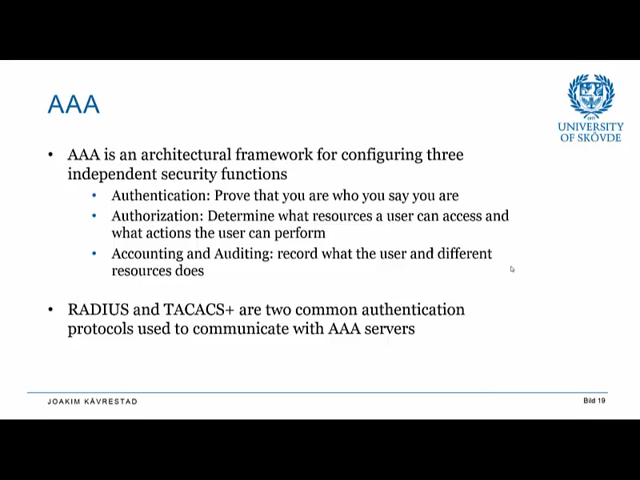 AAA
UNIVERSITY
OF SKÖVDE
• AAA is an architectural framework for configuring three
independent security functions
• Authentication: Prove that you are who you say you are
• Authorization: Determine what resources a user can access and
what actions the user can perform
• Accounting and Auditing: record what the user and different
resources does
• RADIUS and TACACS+ are two common authentication
protocols used to communicate with AAA servers
JOAKIM KÄVRESTAD
Bild 19